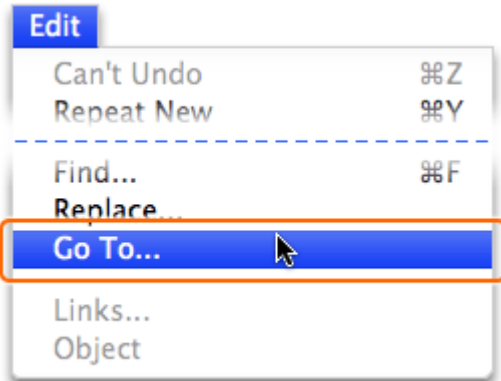 Edit
Can't Undo ⌘Z
Repeat New ⌘Y
Find... ⌘F
Replace...
Go To...
Links...
Object